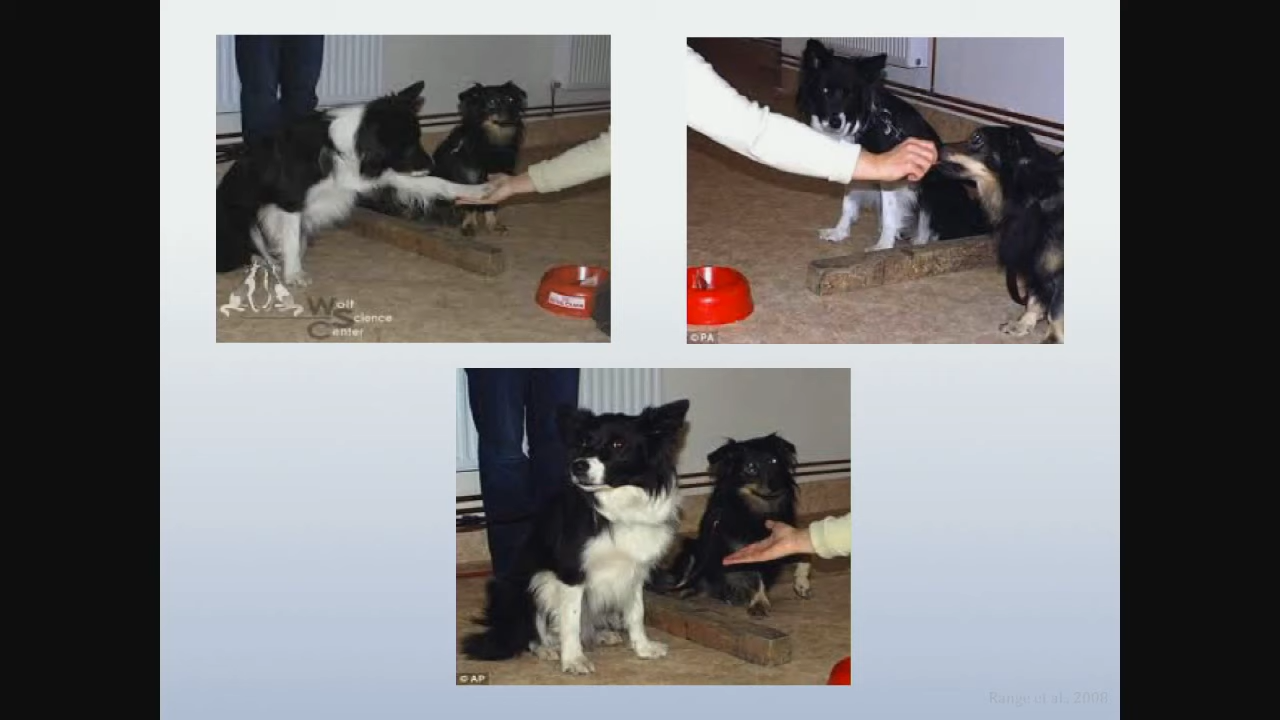 Wolf
Science
Center
© PA
© AP
Range et al., 2008